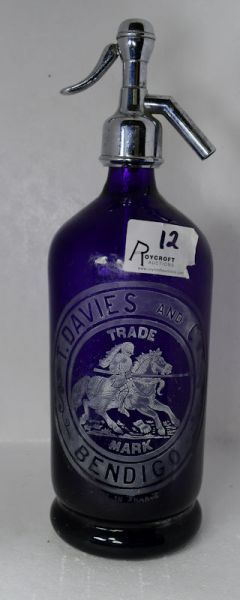 12
ROYCROFT
AUCTIONS
T. DAVIES AND
TRADE
MARK
BENDIGO